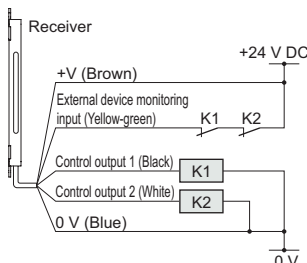 Receiver
+24 V DC
+V (Brown)
External device monitoring
input (Yellow-green)
K1
K2
Control output 1 (Black)
K1
Control output 2 (White)
K2
0 V (Blue)
0 V